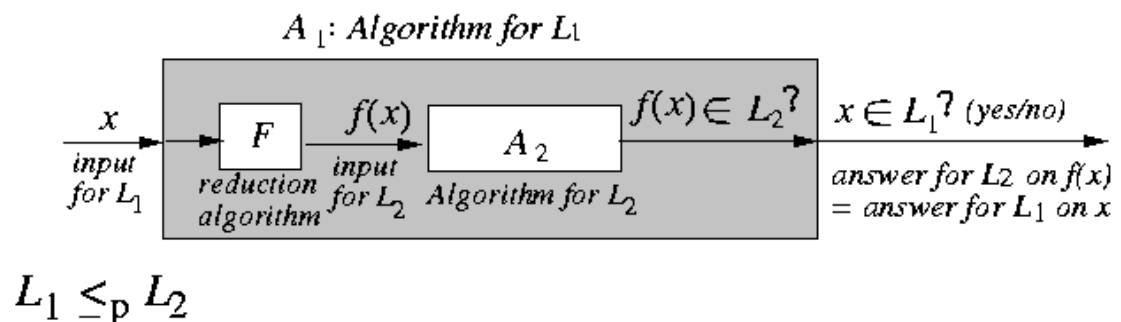 A₁: Algorithm for L₁
x
input
for L₁
F
reduction
algorithm
f(x)
input
for L₂
A₂
Algorithm for L₂
f(x) ∈ L₂?
x ∈ L₁? (yes/no)
answer for L₂ on f(x)
= answer for L₁ on x
L₁ ≤ₚ L₂